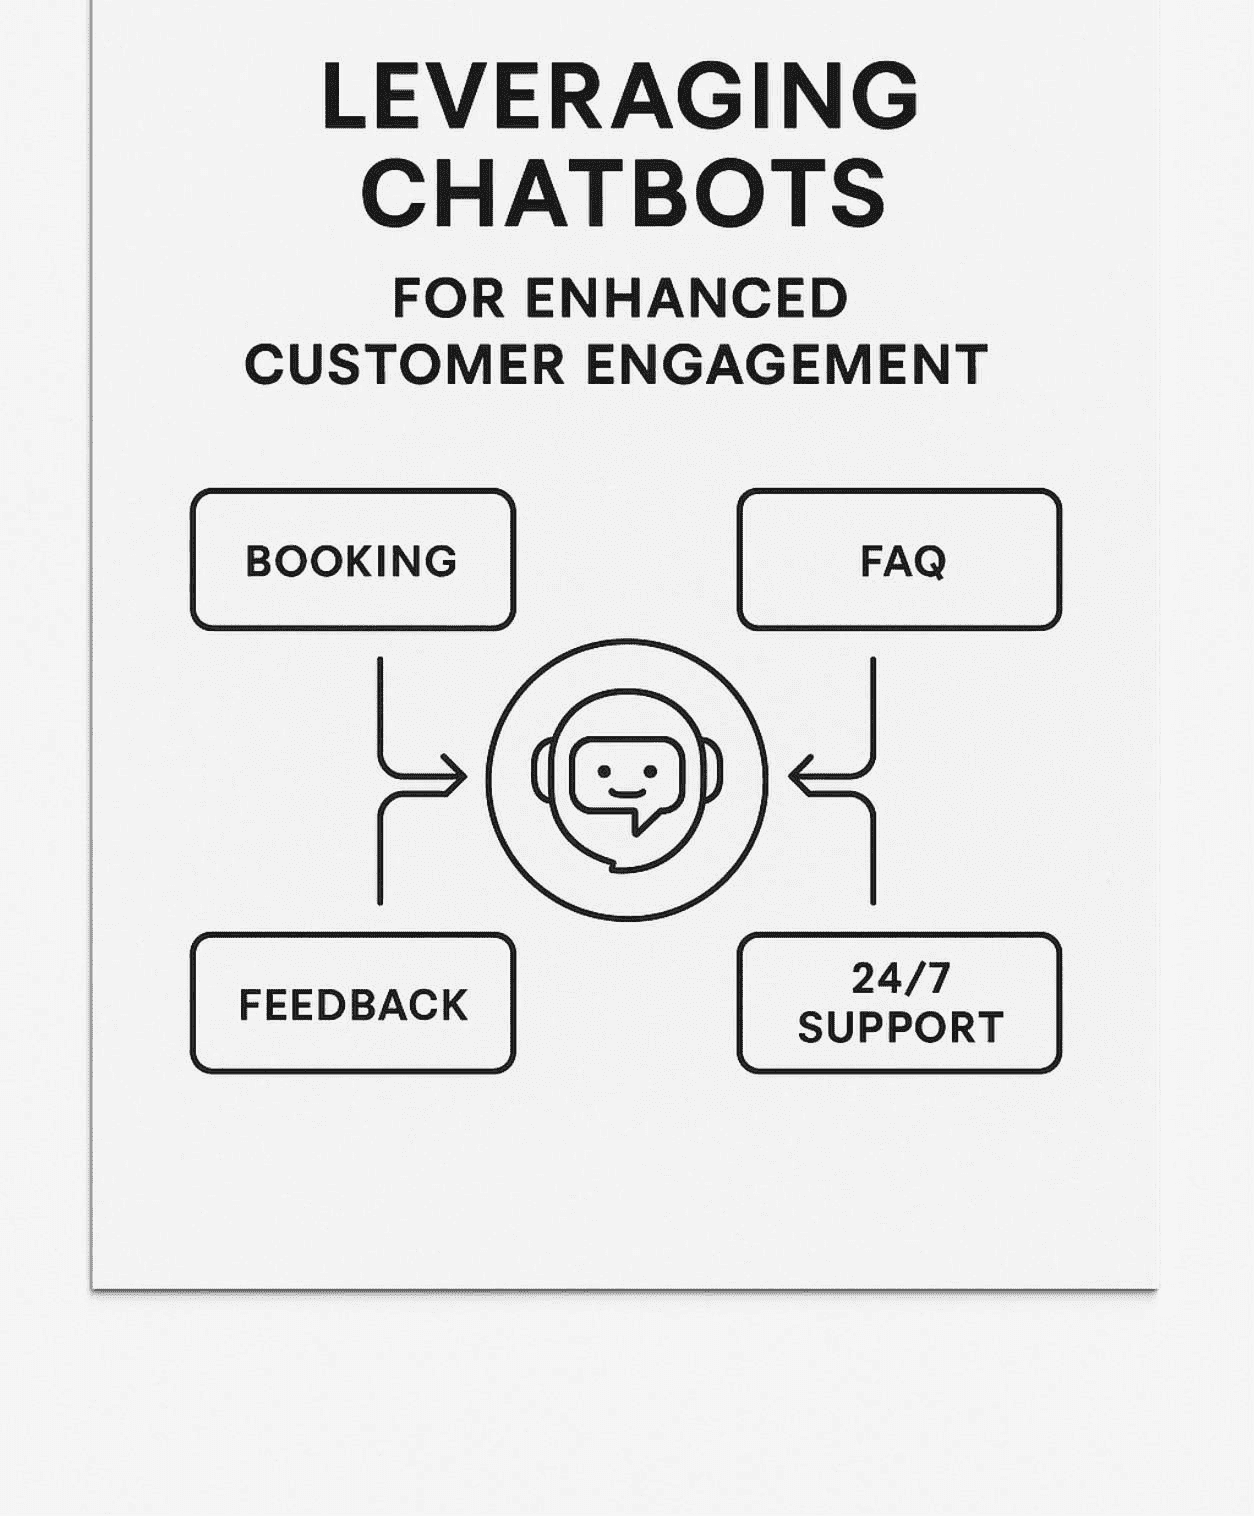 LEVERAGING
CHATBOTS
FOR ENHANCED
CUSTOMER ENGAGEMENT
BOOKING
FAQ
FEEDBACK
24/7
SUPPORT